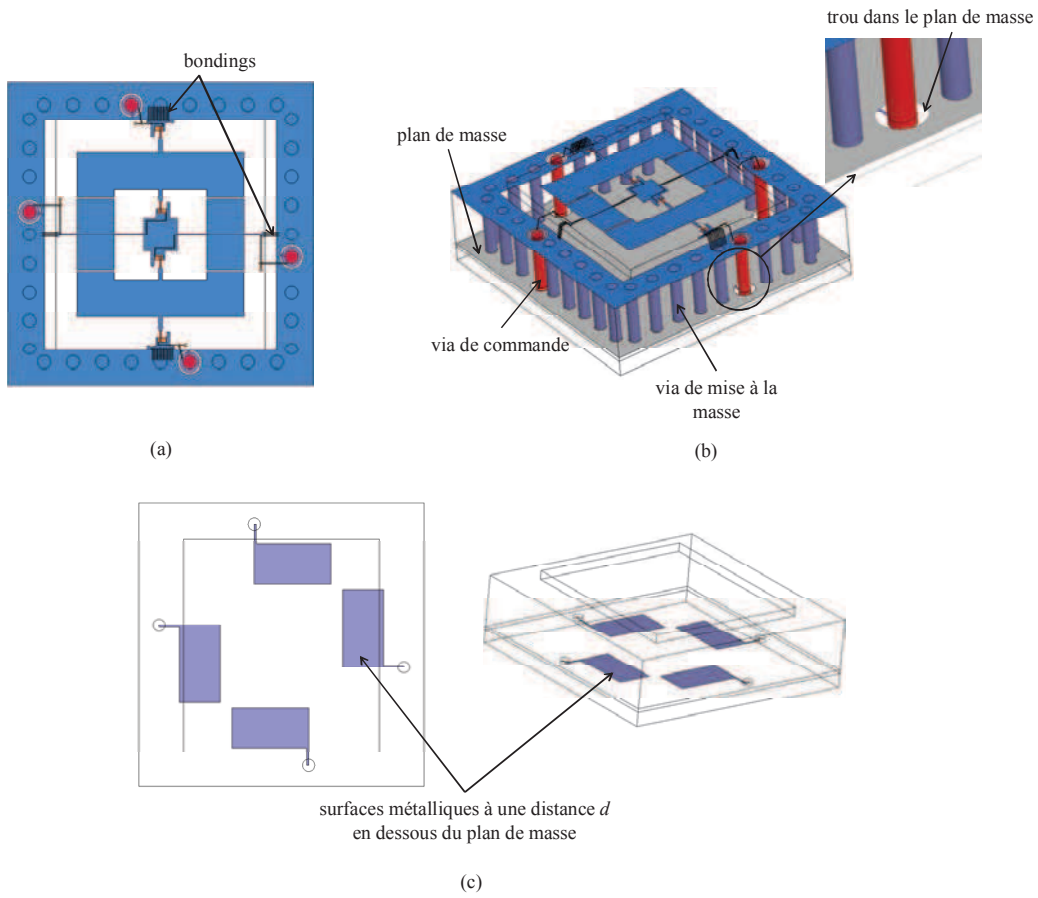 trou dans le plan de masse
bondings
plan de masse
via de commande
via de mise à la
masse
(a)
(b)
surfaces métalliques à une distance d
en dessous du plan de masse
(c)